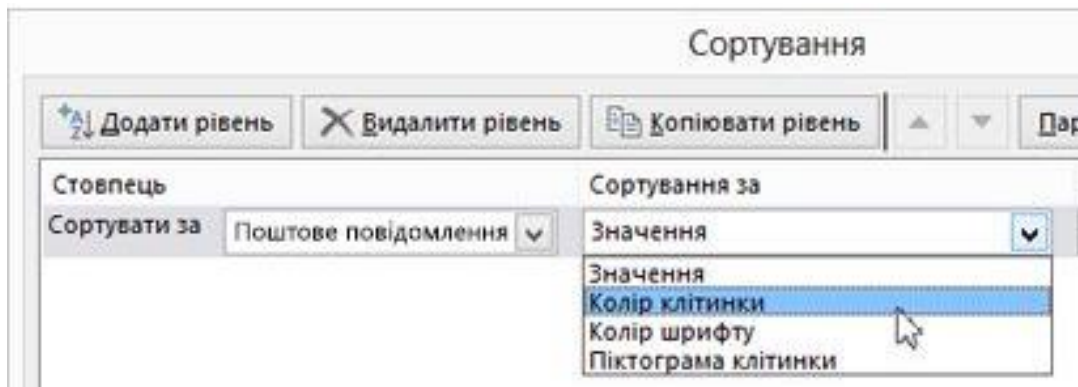 Сортування
Додати рівень Видалити рівень Копіювати рівень Пар
Стовпець Сортування за
Сортувати за Поштове повідомлення Значення
Значення
Колір клітинки
Колір шрифту
Піктограма клітинки